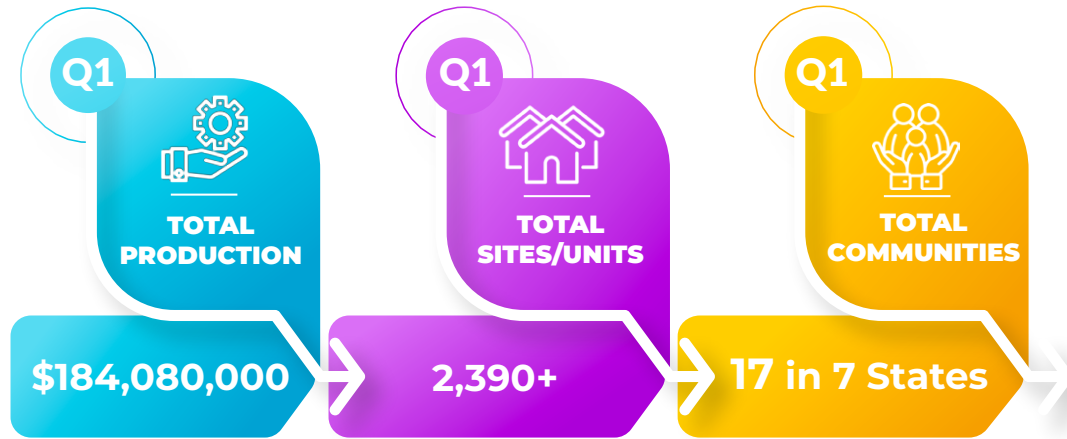 Q1
TOTAL
PRODUCTION
$184,080,000
Q1
TOTAL
SITES/UNITS
2,390+
Q1
TOTAL
COMMUNITIES
17 in 7 States